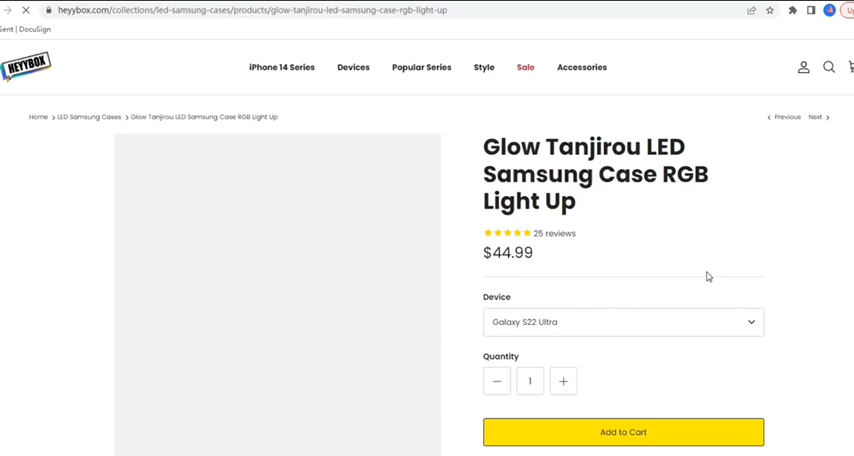 heyybox.com/collections/led-samsung-cases/products/glow-tanjirou-led-samsung-case-rgb-light-up
Sent | DocuSign
HEYYBOX
iPhone 14 Series Devices Popular Series Style Sale Accessories
Home > LED Samsung Cases > Glow Tanjirou LED Samsung Case RGB Light Up
< Previous Next >
Glow Tanjirou LED
Samsung Case RGB
Light Up
25 reviews
$44.99
Device
Galaxy S22 Ultra
Quantity
− 1 +
Add to Cart